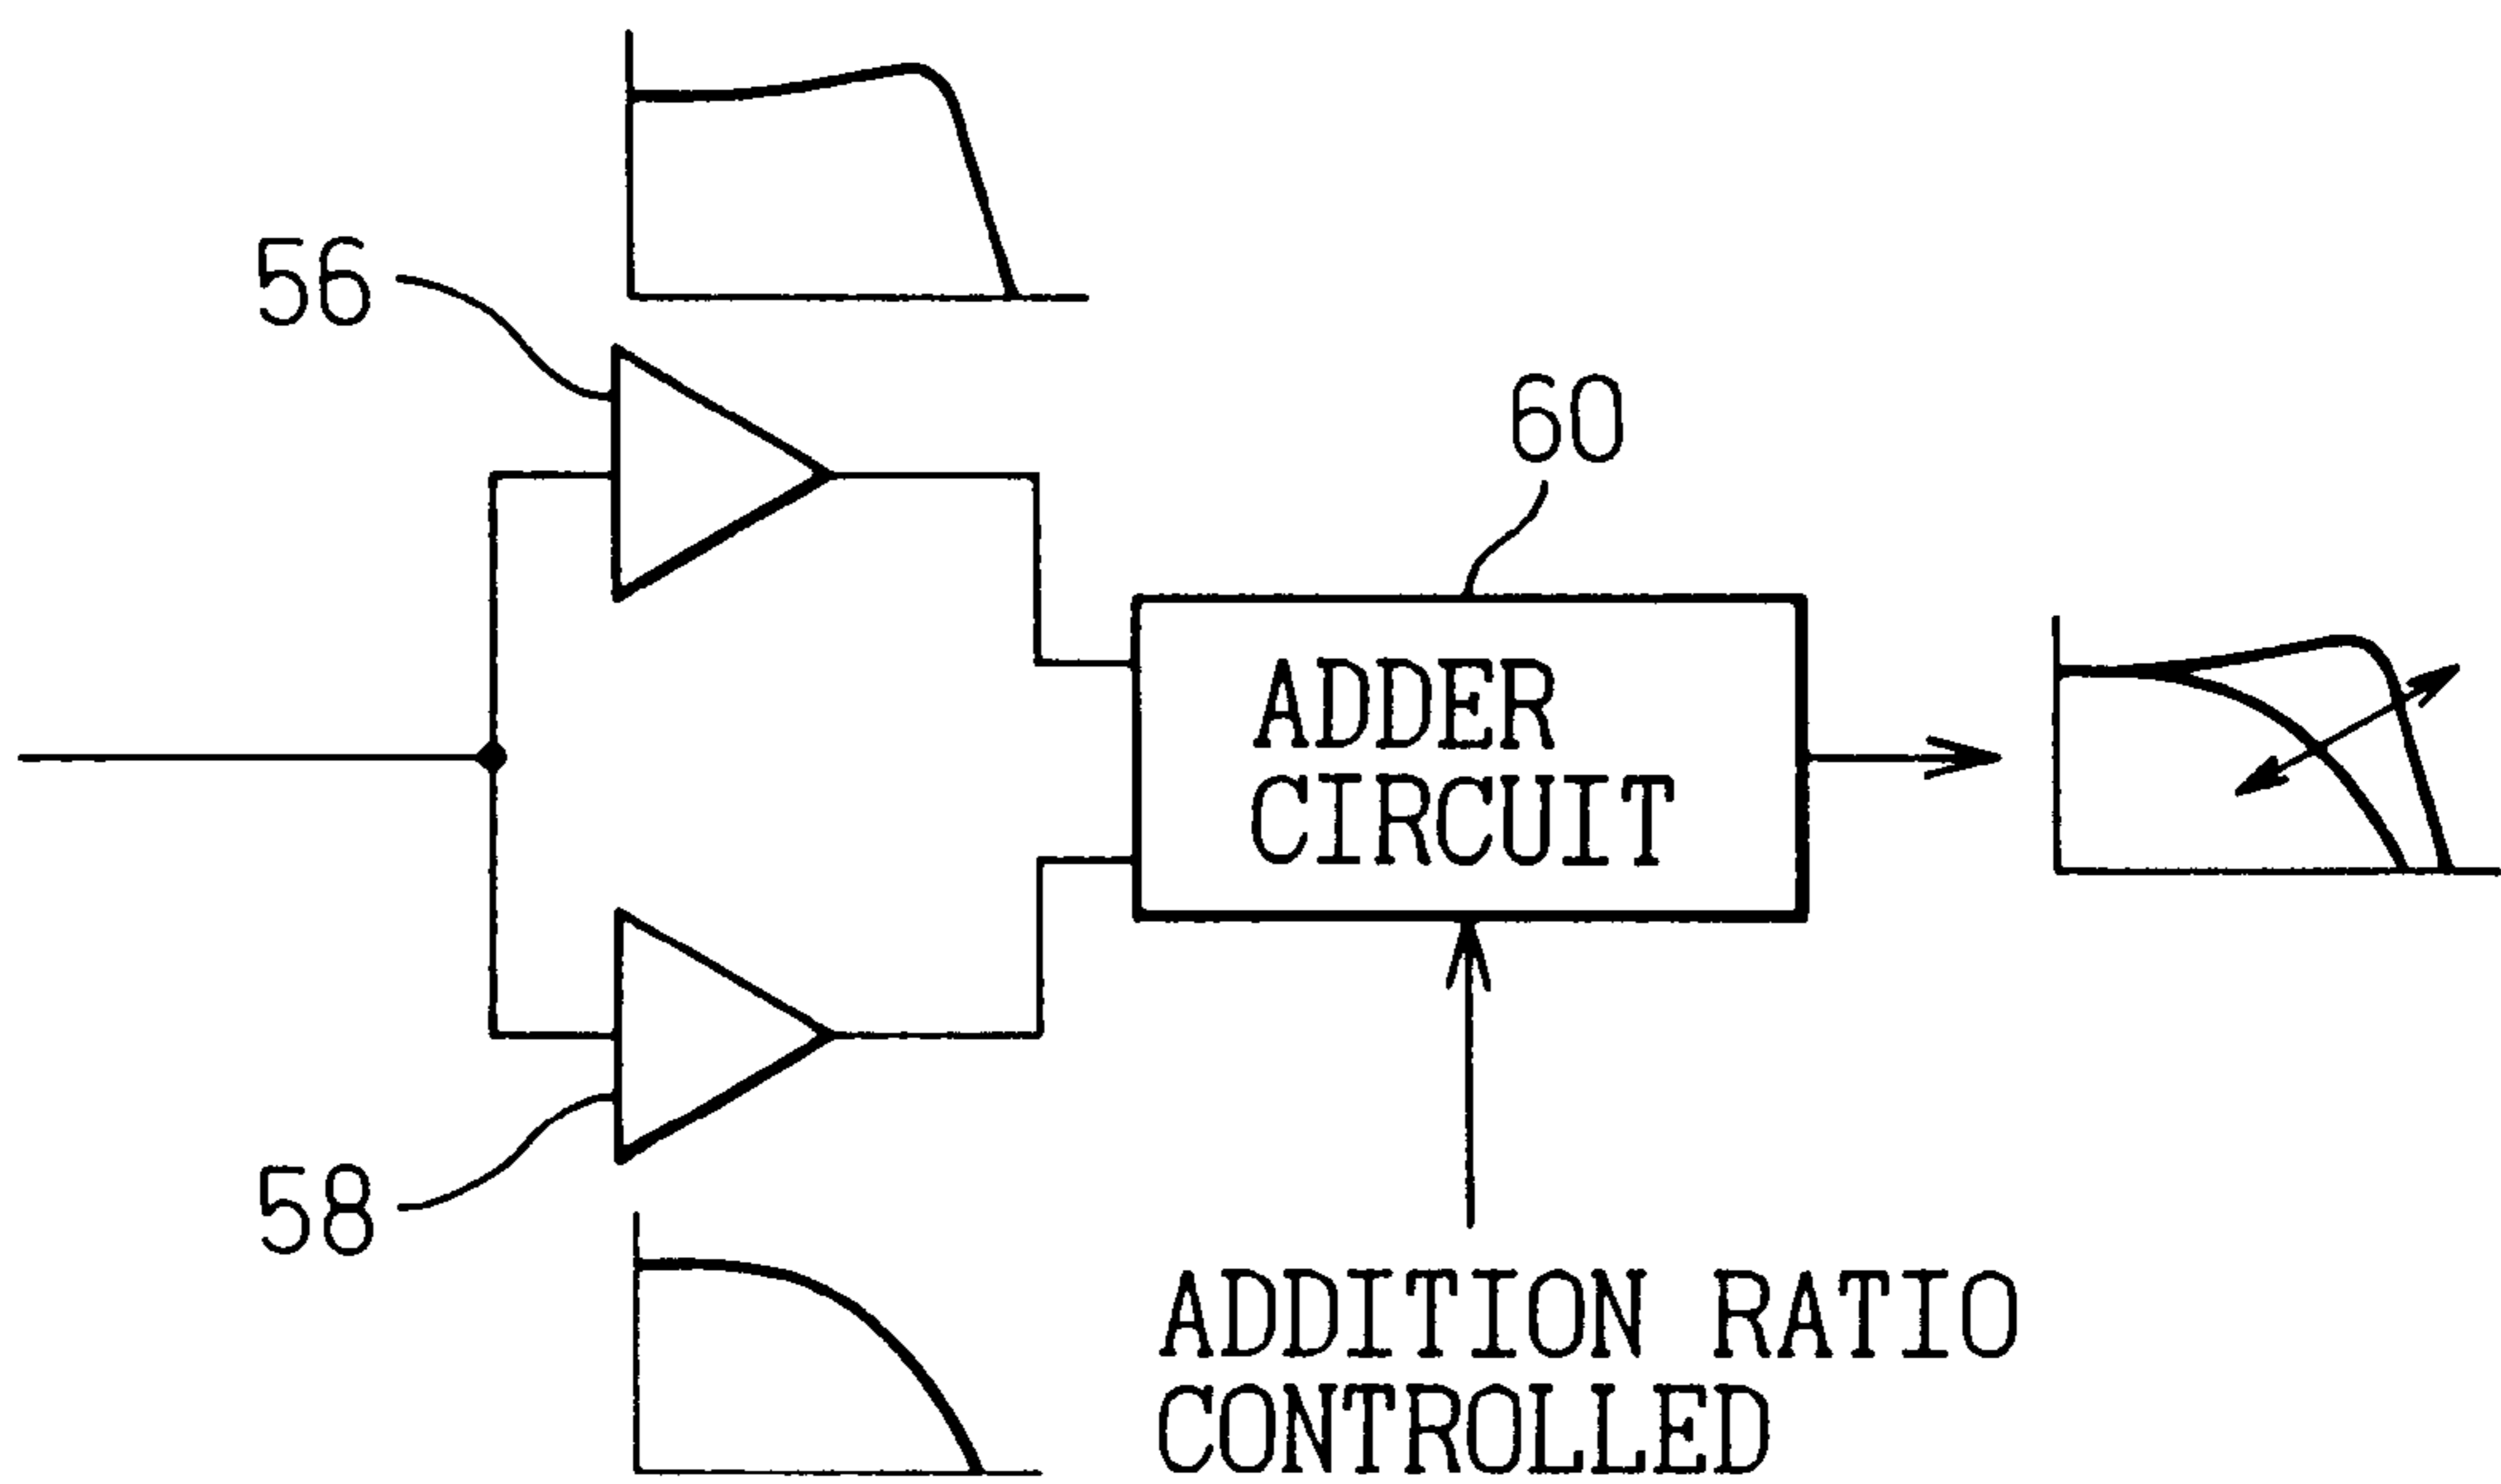 56
60
ADDER
CIRCUIT
58
ADDITION RATIO
CONTROLLED